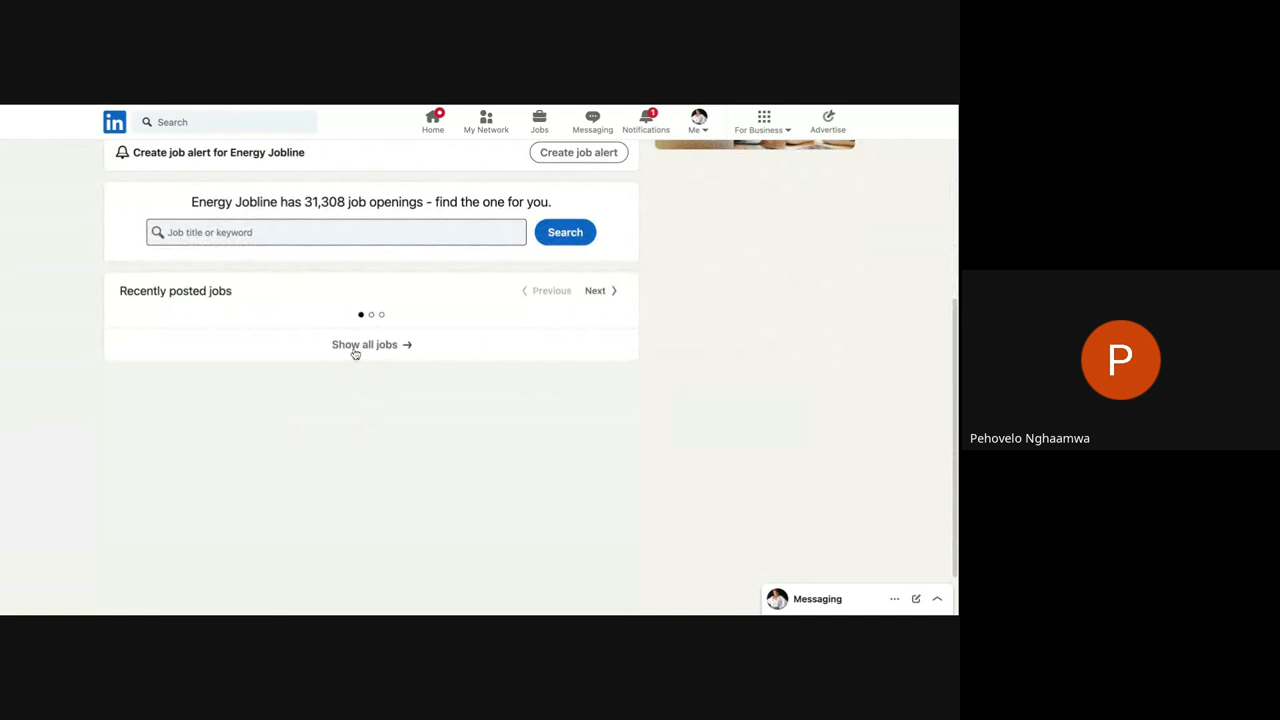 in
Search
Home
My Network
Jobs
Messaging
1
Notifications
Me
For Business
Advertise
Create job alert for Energy Jobline
Create job alert
Energy Jobline has 31,308 job openings - find the one for you.
Job title or keyword
Search
Recently posted jobs
Previous
Next
Show all jobs →
P
Pehovelo Nghaamwa
Messaging